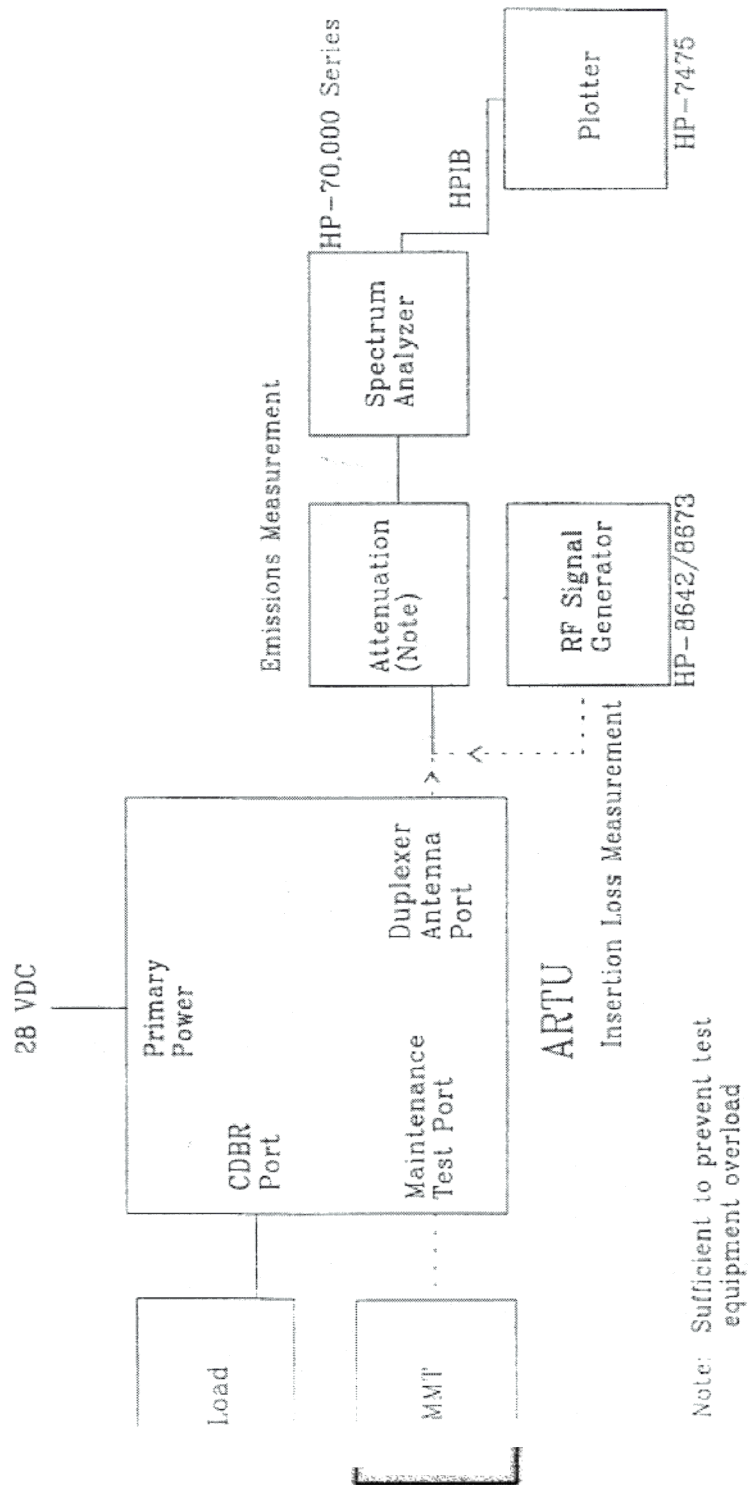 28 VDC
Primary
Power
CDBR
Port
Maintenance
Test Port
Duplexer
Antenna
Port
Load
MMT
ARTU
Emissions Measurement
Attenuation
(Note)
Spectrum
Analyzer
HP-70,000 Series
HPIB
Plotter
HP-7475
RF Signal
Generator
HP-8642/8673
Insertion Loss Measurement
Note: Sufficient to prevent test
equipment overload